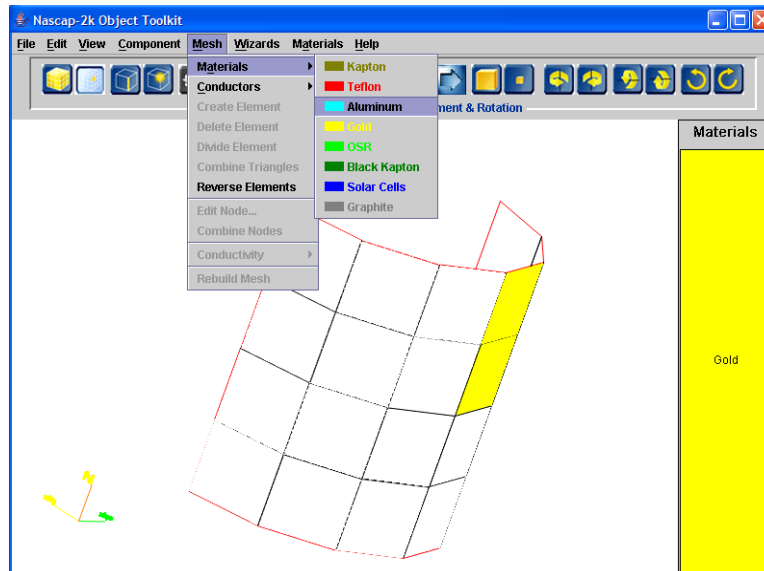 Nascap-2k Object Toolkit
File Edit View Component Mesh Wizards Materials Help
Materials
Conductors
Create Element
Delete Element
Divide Element
Combine Triangles
Reverse Elements
Edit Node...
Combine Nodes
Conductivity
Rebuild Mesh
Kapton
Teflon
Aluminum
Gold
OSR
Black Kapton
Solar Cells
Graphite
& Rotation
Materials
Gold